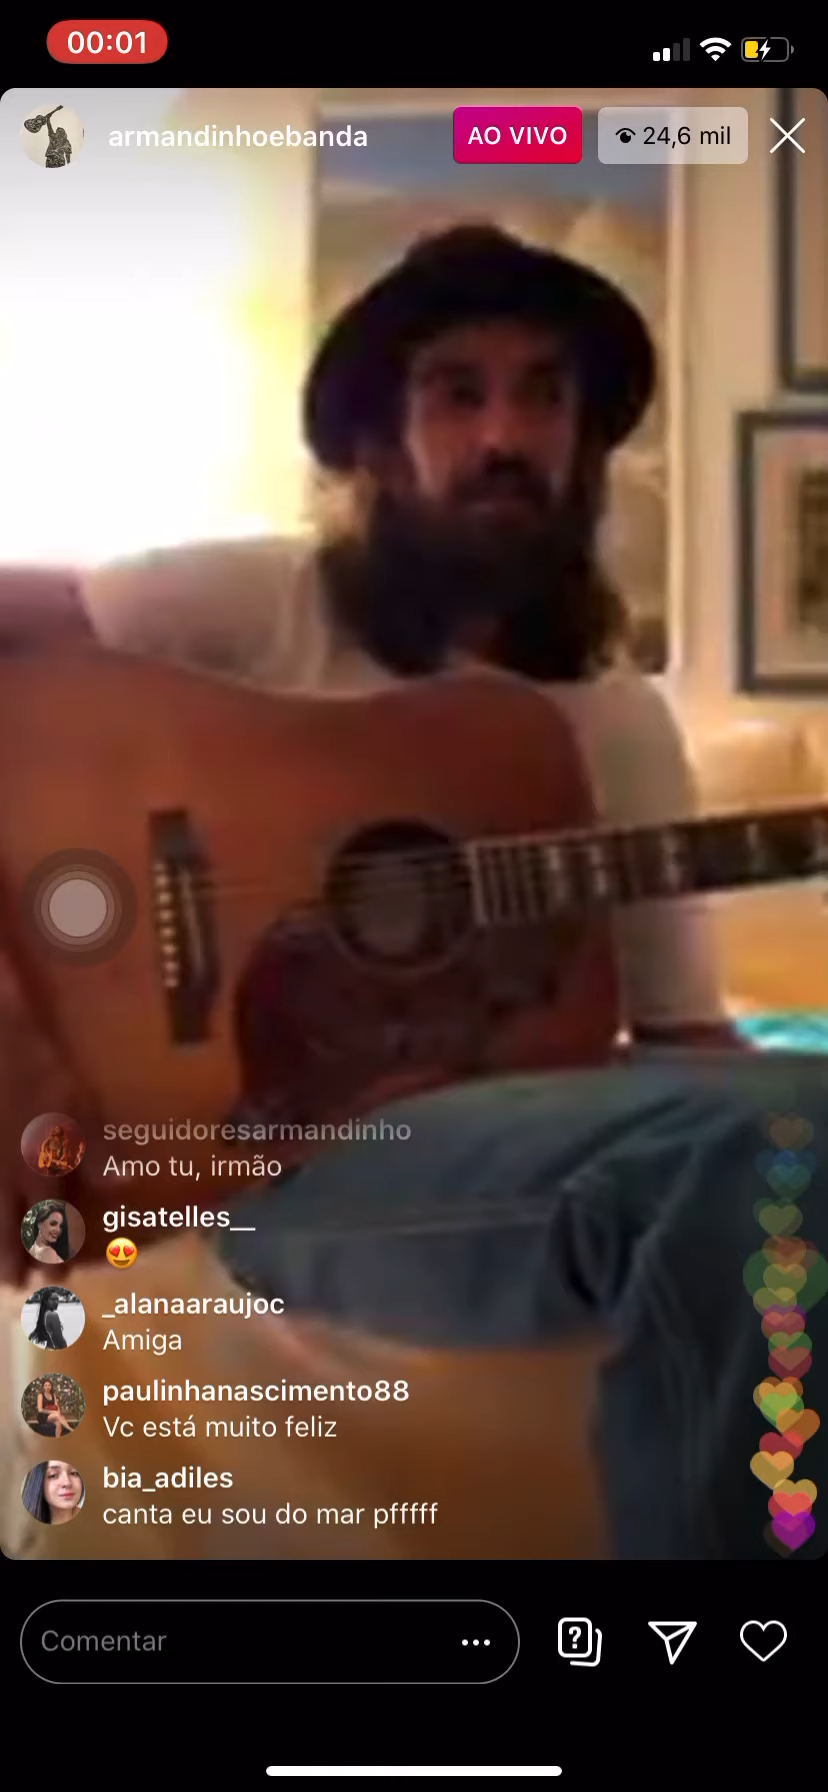 00:01
armandinhoebanda
AO VIVO
24,6 mil
seguidoresarmandinho
Amo tu, irmão
gisatelles__
😍
_alanaaraujoc
Amiga
paulinhanascimento88
Vc está muito feliz
bia_adiles
canta eu sou do mar pfffff
Comentar